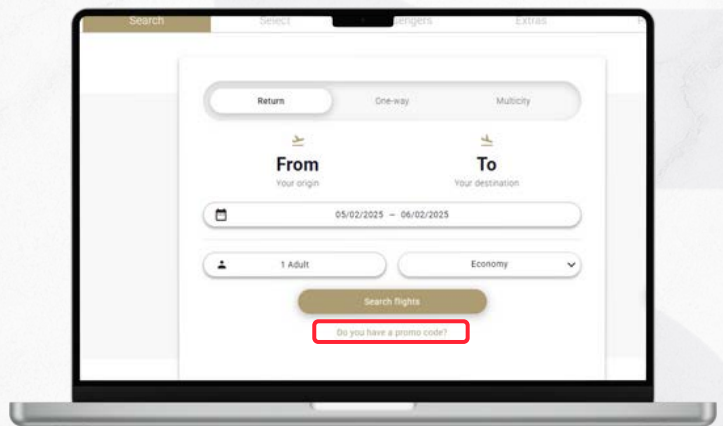 Search Select Extras
Return One-way Multicity
From To
Your origin Your destination
05/02/2025 – 06/02/2025
1 Adult Economy
Search flights
Do you have a promo code?